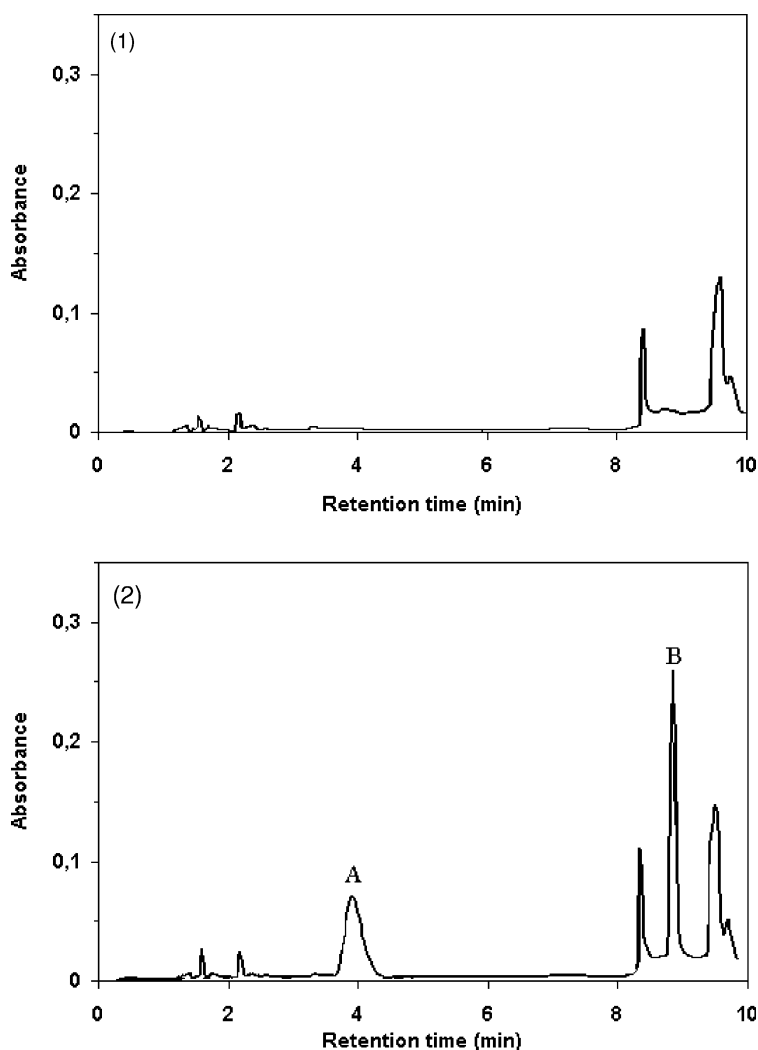 (1)
0,3
0,2
0,1
0
Absorbance
0 2 4 6 8 10
Retention time (min)
(2)
0,3
0,2
0,1
0
Absorbance
A
B
0 2 4 6 8 10
Retention time (min)